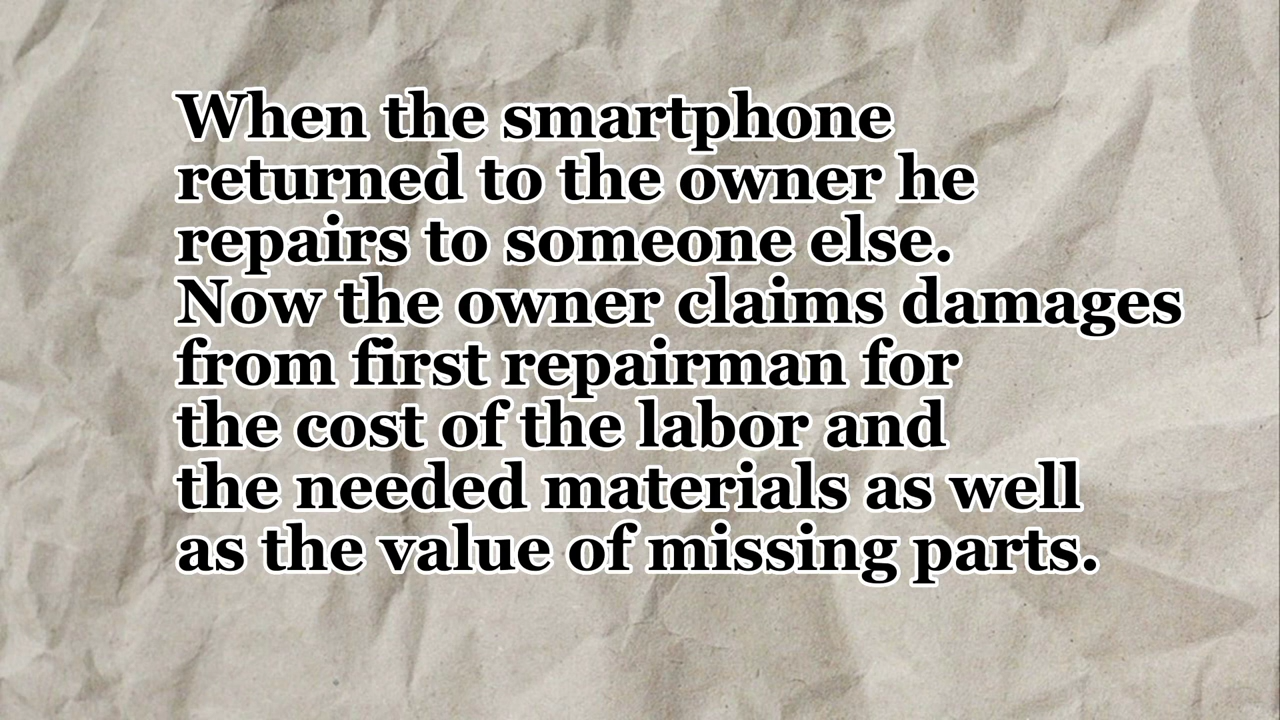 When the smartphone
returned to the owner he
repairs to someone else.
Now the owner claims damages
from first repairman for
the cost of the labor and
the needed materials as well
as the value of missing parts.